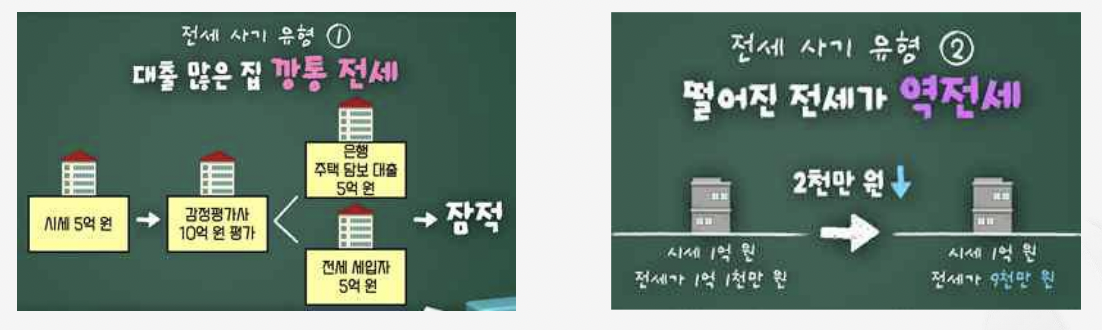 전세 사기 유형 ①
대출 많은 집 깡통 전세
시세 5억 원
감정평가사
10억 원 평가
은행
주택 담보 대출
5억 원
전세 세입자
5억 원
잠적
전세 사기 유형 ②
떨어진 전세가 역전세
2천만 원
시세 1억 원
전세가 1억 1천만 원
시세 1억 원
전세가 9천만 원